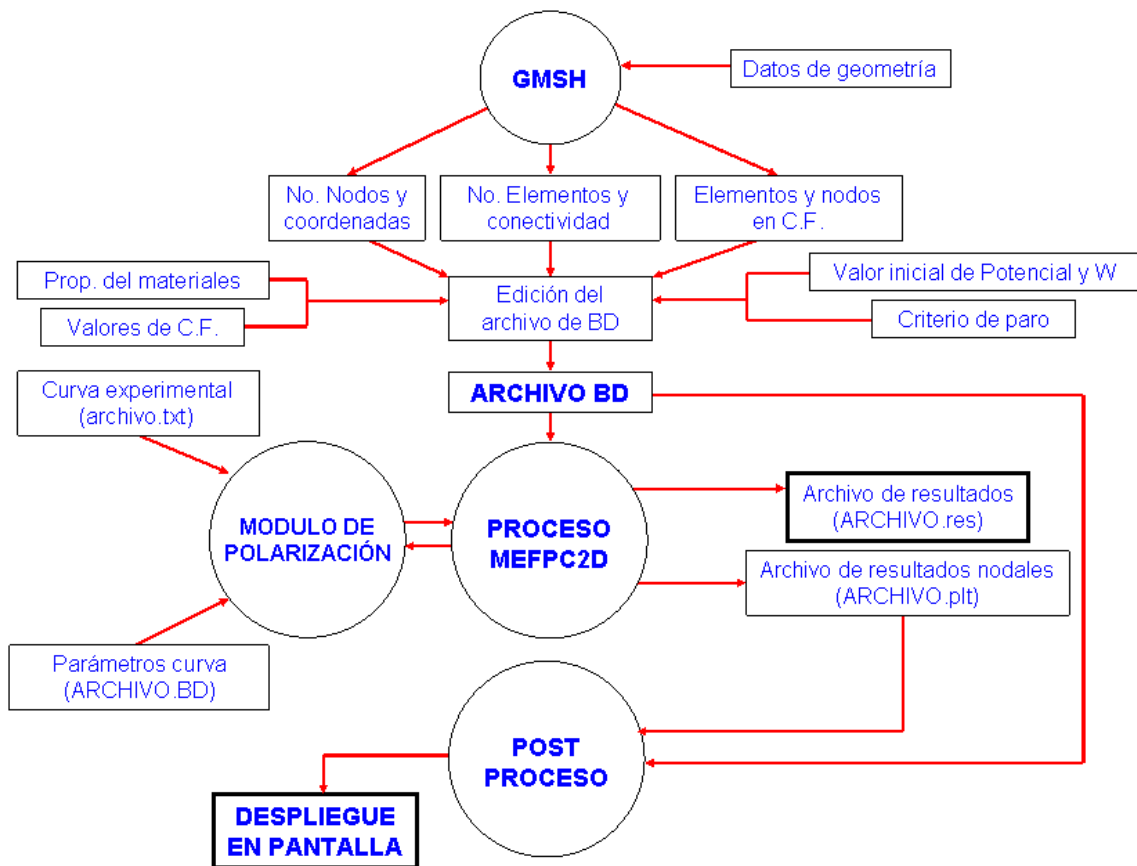 GMSH
Datos de geometría
No. Nodos y
coordenadas
No. Elementos y
conectividad
Elementos y nodos
en C.F.
Prop. del materiales
Valores de C.F.
Edición del
archivo de BD
Valor inicial de Potencial y W
Criterio de paro
Curva experimental
(archivo.txt)
ARCHIVO BD
MODULO DE
POLARIZACIÓN
PROCESO
MEFPC2D
Archivo de resultados
(ARCHIVO.res)
Archivo de resultados nodales
(ARCHIVO.plt)
Parámetros curva
(ARCHIVO.BD)
POST
PROCESO
DESPLIEGUE
EN PANTALLA